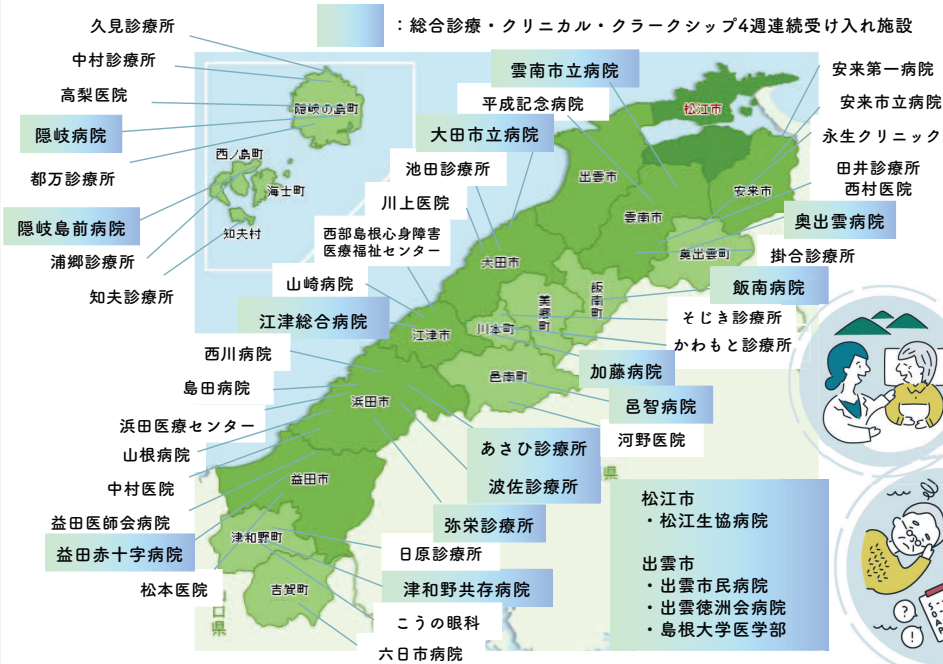 ：総合診療・クリニカル・クラークシップ4週連続受け入れ施設
久見診療所
中村診療所
高梨医院
隠岐病院
都万診療所
隠岐島前病院
浦郷診療所
知夫診療所
隠岐の島町
西ノ島町
海士町
知夫村
雲南市立病院
平成記念病院
大田市立病院
池田診療所
川上医院
西部島根心身障害
医療福祉センター
山崎病院
江津総合病院
西川病院
島田病院
浜田医療センター
山根病院
中村医院
益田医師会病院
益田赤十字病院
松本医院
松江市
出雲市
安来市
雲南市
奥出雲町
大田市
飯南町
美郷町
川本町
江津市
邑南町
浜田市
益田市
津和野町
吉賀町
口県
県
安来第一病院
安来市立病院
永生クリニック
田井診療所
西村医院
奥出雲病院
掛合診療所
飯南病院
そじき診療所
かわもと診療所
加藤病院
邑智病院
河野医院
あさひ診療所
波佐診療所
弥栄診療所
日原診療所
津和野共存病院
こうの眼科
六日市病院
松江市
・松江生協病院
出雲市
・出雲市民病院
・出雲徳洲会病院
・島根大学医学部
?
!